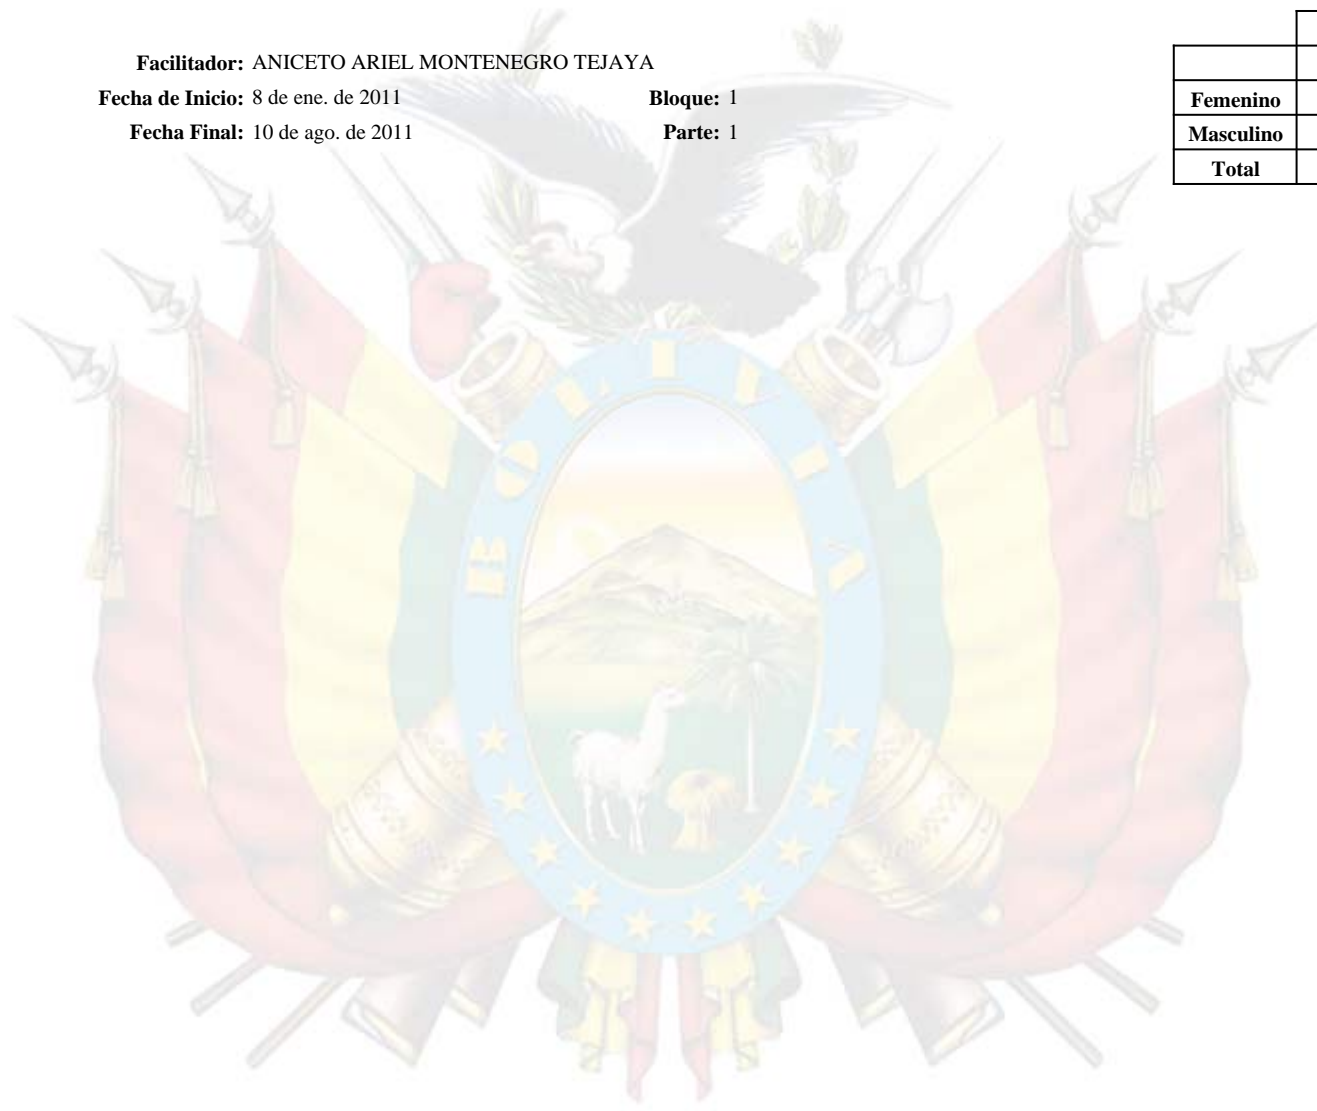 Facilitador: ANICETO ARIEL MONTENEGRO TEJAYA
Fecha de Inicio: 8 de ene. de 2011 Bloque: 1
Fecha Final: 10 de ago. de 2011 Parte: 1
Femenino
Masculino
Total
BOLIVIA